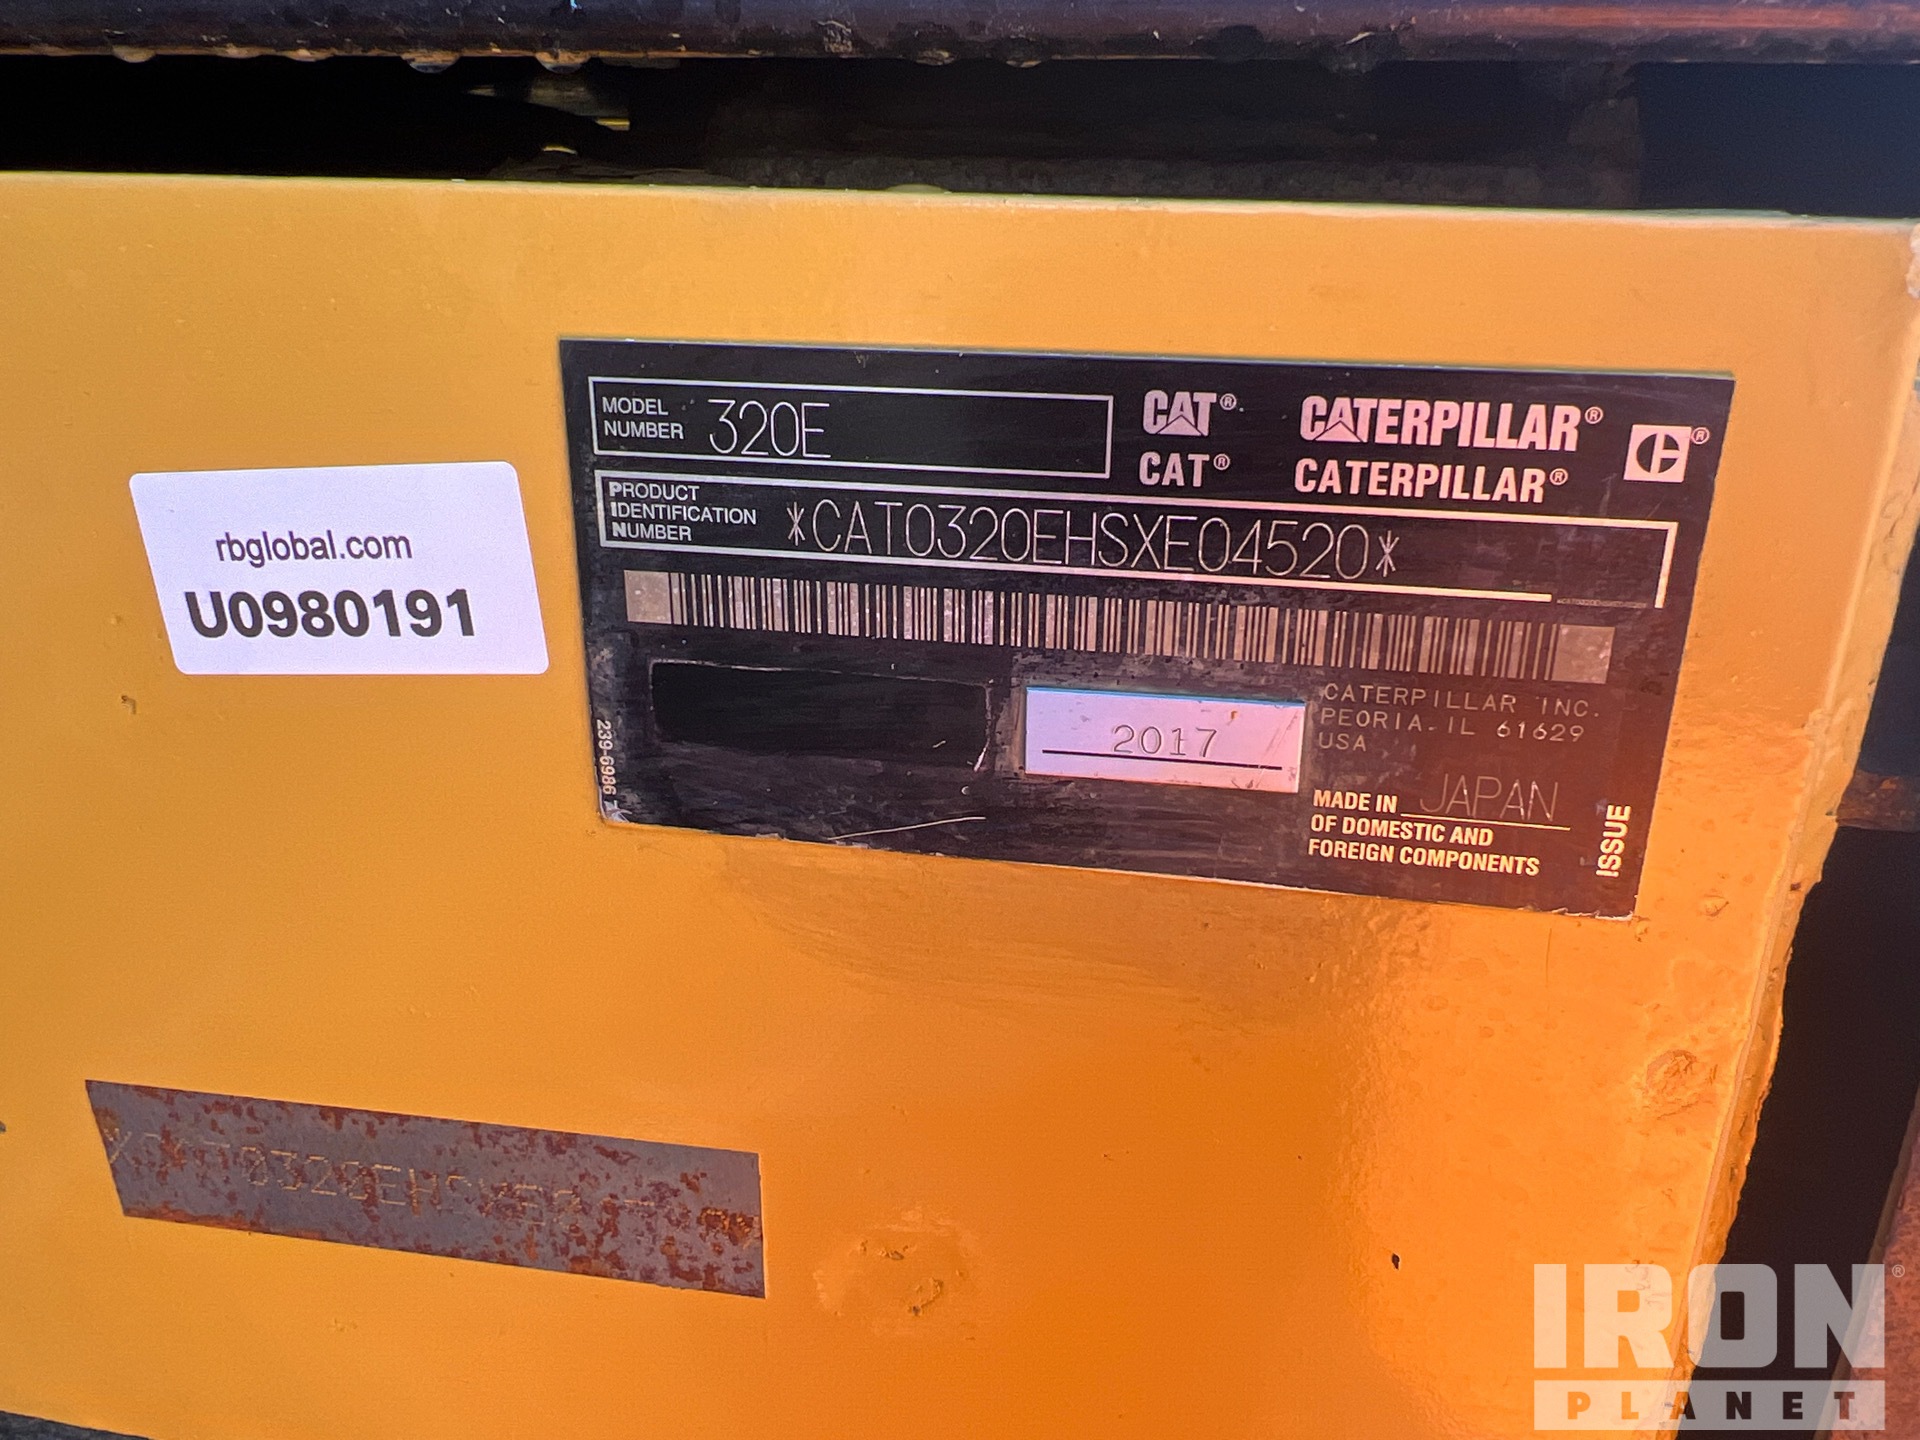 MODEL
NUMBER 320E
CAT® CATERPILLAR®
CAT® CATERPILLAR®
PRODUCT
IDENTIFICATION
NUMBER *CAT0320EHSXE04520*
rbglobal.com
U0980191
239-6986
2017
CATERPILLAR INC.
PEORIA, IL 61629
USA
MADE IN JAPAN
OF DOMESTIC AND
FOREIGN COMPONENTS
ISSUE
IRON®
PLANET